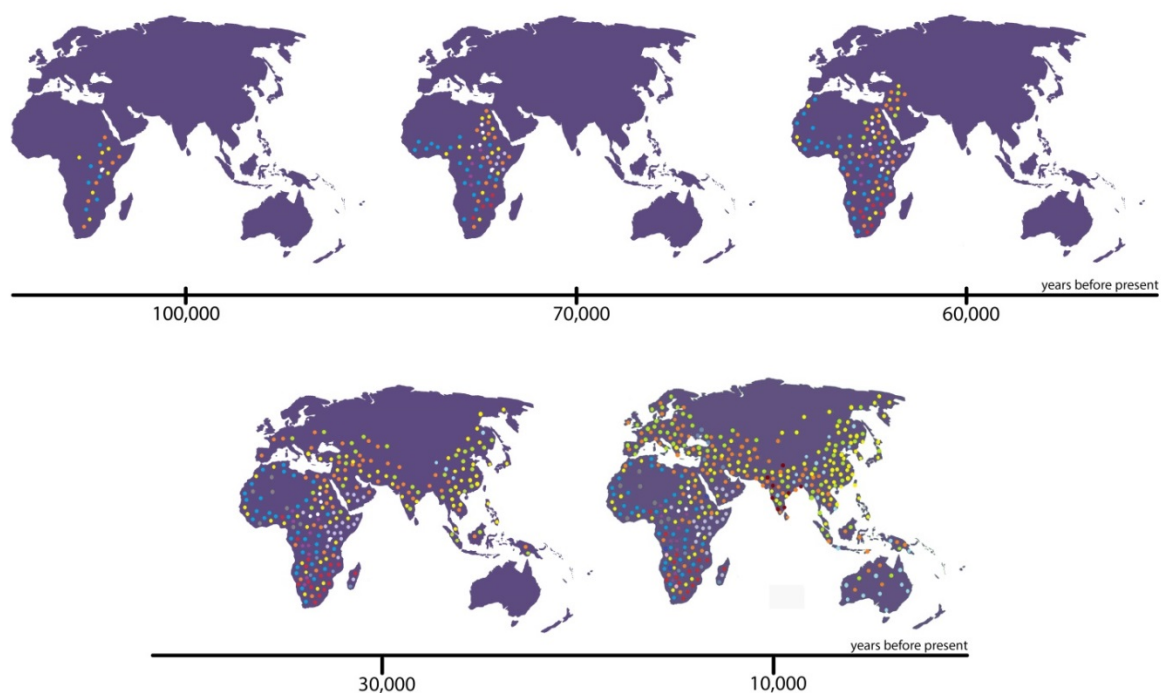 years before present
100,000
70,000
60,000
years before present
30,000
10,000